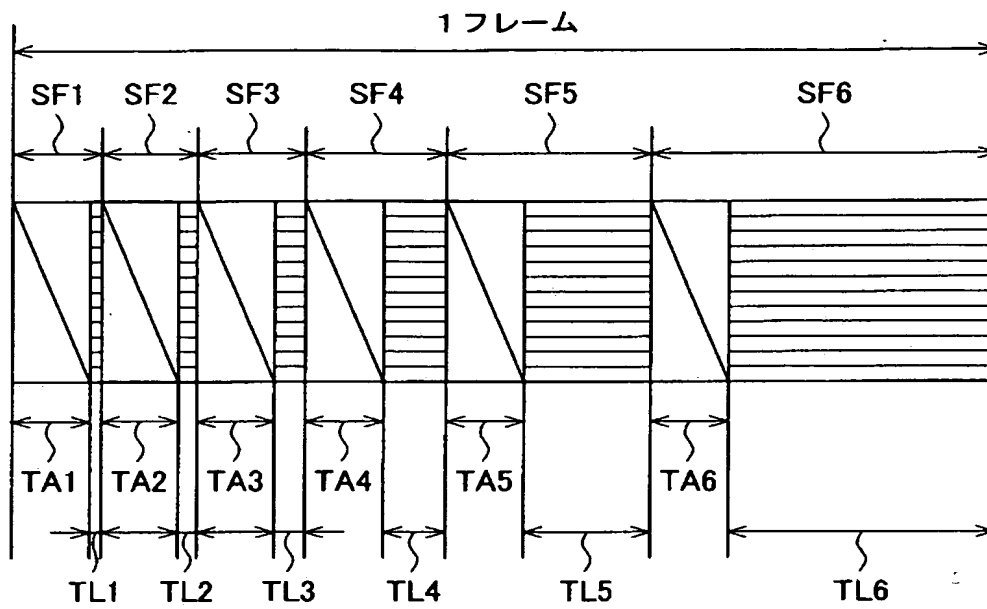 1フレーム
SF1 SF2 SF3 SF4 SF5 SF6
TA1 TA2 TA3 TA4 TA5 TA6
TL1 TL2 TL3 TL4 TL5 TL6